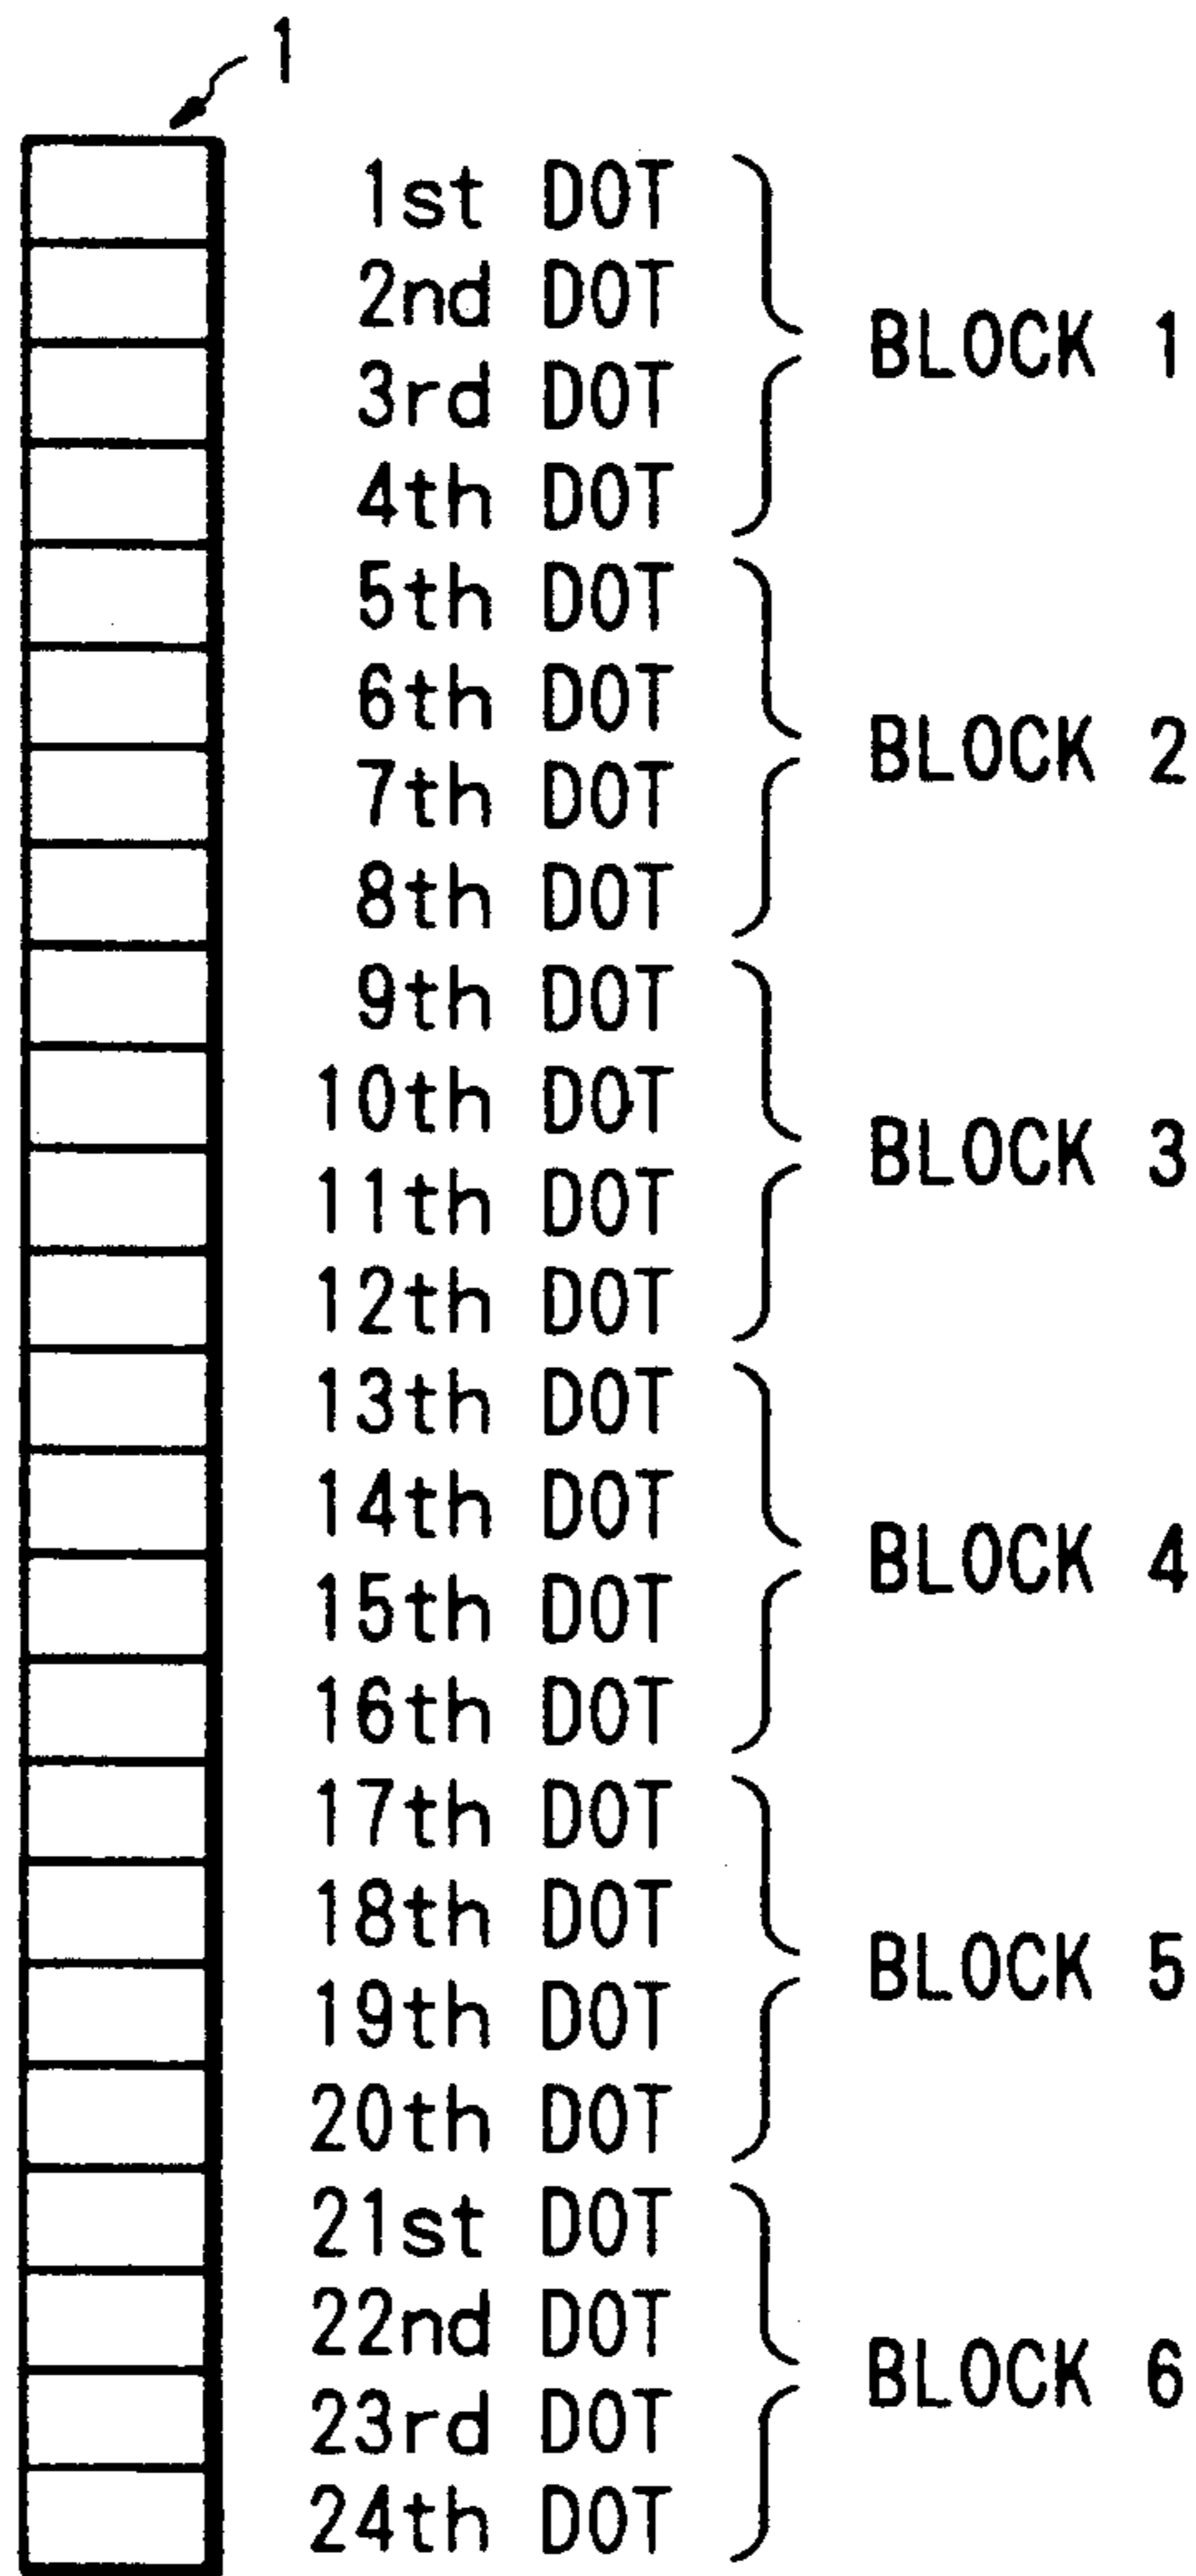 1
1st DOT
2nd DOT
BLOCK 1
3rd DOT
4th DOT
5th DOT
6th DOT
BLOCK 2
7th DOT
8th DOT
9th DOT
10th DOT
BLOCK 3
11th DOT
12th DOT
13th DOT
14th DOT
BLOCK 4
15th DOT
16th DOT
17th DOT
18th DOT
BLOCK 5
19th DOT
20th DOT
21st DOT
22nd DOT
BLOCK 6
23rd DOT
24th DOT